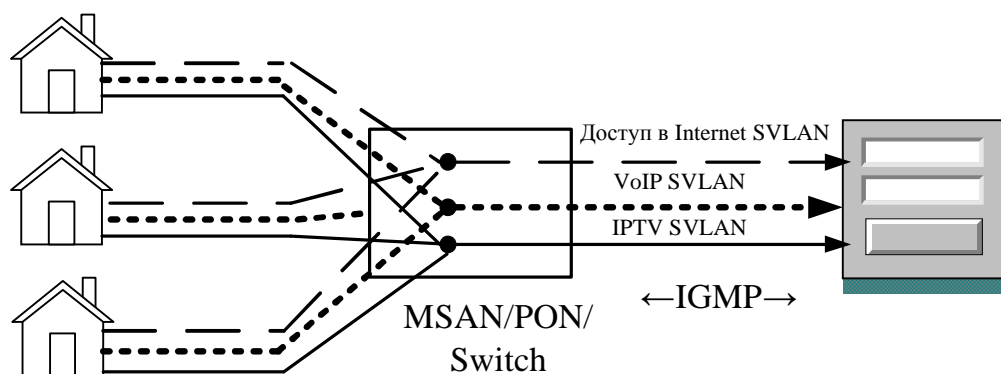 Доступ в Internet SVLAN
VoIP SVLAN
IPTV SVLAN
←IGMP→
MSAN/PON/
Switch